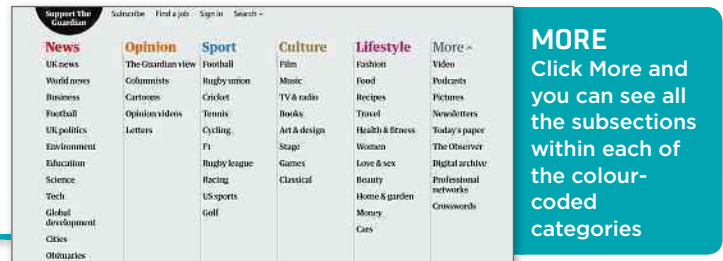 Support The Guardian
Subscribe Find a job Sign in Search
News
UK news
World news
Business
Football
UK politics
Environment
Education
Science
Tech
Global development
Cities
Obituaries
Opinion
The Guardian view
Columnists
Cartoons
Opinion videos
Letters
Sport
Football
Rugby union
Cricket
Tennis
Cycling
F1
Rugby league
Racing
US sports
Golf
Culture
Film
Music
TV & radio
Books
Art & design
Stage
Games
Classical
Lifestyle
Fashion
Food
Recipes
Travel
Health & fitness
Women
Love & sex
Beauty
Home & garden
Money
Cars
More
Video
Podcasts
Pictures
Newsletters
Today's paper
The Observer
Digital archive
Professional networks
Crosswords
MORE
Click More and
you can see all
the subsections
within each of
the colour-
coded
categories